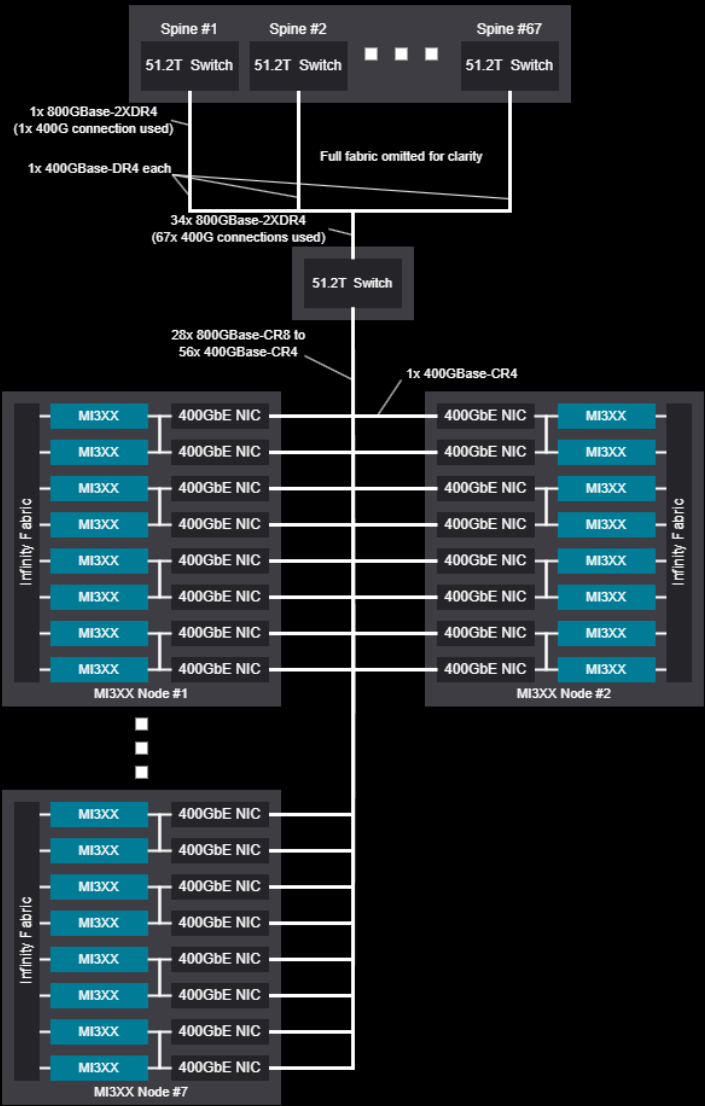 Spine #1
Spine #2
Spine #67
51.2T Switch
51.2T Switch
51.2T Switch
1x 800GBase-2XDR4
(1x 400G connection used)
Full fabric omitted for clarity
1x 400GBase-DR4 each
34x 800GBase-2XDR4
(67x 400G connections used)
51.2T Switch
28x 800GBase-CR8 to
56x 400GBase-CR4
1x 400GBase-CR4
Infinity Fabric
MI3XX 400GbE NIC
MI3XX 400GbE NIC
MI3XX 400GbE NIC
MI3XX 400GbE NIC
MI3XX 400GbE NIC
MI3XX 400GbE NIC
MI3XX 400GbE NIC
MI3XX 400GbE NIC
MI3XX Node #1
400GbE NIC MI3XX
400GbE NIC MI3XX
400GbE NIC MI3XX
400GbE NIC MI3XX
400GbE NIC MI3XX
400GbE NIC MI3XX
400GbE NIC MI3XX
400GbE NIC MI3XX
Infinity Fabric
MI3XX Node #2
Infinity Fabric
MI3XX 400GbE NIC
MI3XX 400GbE NIC
MI3XX 400GbE NIC
MI3XX 400GbE NIC
MI3XX 400GbE NIC
MI3XX 400GbE NIC
MI3XX 400GbE NIC
MI3XX 400GbE NIC
MI3XX Node #7